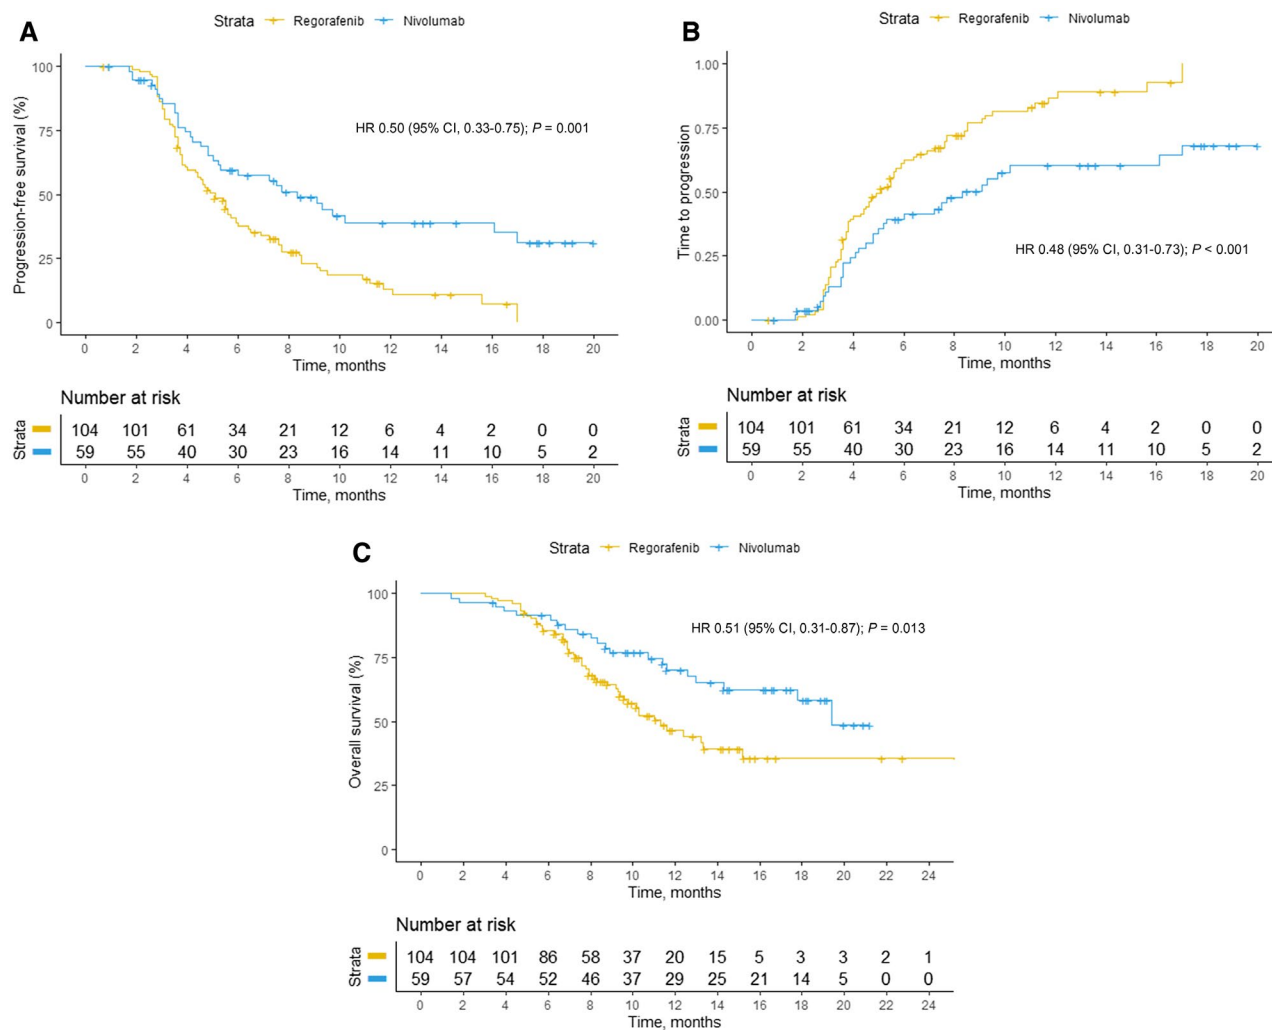 A
Strata Regorafenib Nivolumab
Progression-free survival (%)
100
75
50
25
0
HR 0.50 (95% CI, 0.33-0.75); P = 0.001
0 2 4 6 8 10 12 14 16 18 20
Time, months
Number at risk
Strata
104 101 61 34 21 12 6 4 2 0 0
59 55 40 30 23 16 14 11 10 5 2
0 2 4 6 8 10 12 14 16 18 20
Time, months
B
Strata Regorafenib Nivolumab
Time to progression
1.00
0.75
0.50
0.25
0.00
HR 0.48 (95% CI, 0.31-0.73); P < 0.001
0 2 4 6 8 10 12 14 16 18 20
Time, months
Number at risk
Strata
104 101 61 34 21 12 6 4 2 0 0
59 55 40 30 23 16 14 11 10 5 2
0 2 4 6 8 10 12 14 16 18 20
Time, months
C
Strata Regorafenib Nivolumab
Overall survival (%)
100
75
50
25
0
HR 0.51 (95% CI, 0.31-0.87); P = 0.013
0 2 4 6 8 10 12 14 16 18 20 22 24
Time, months
Number at risk
Strata
104 104 101 86 58 37 20 15 5 3 3 2 1
59 57 54 52 46 37 29 25 21 14 5 0 0
0 2 4 6 8 10 12 14 16 18 20 22 24
Time, months